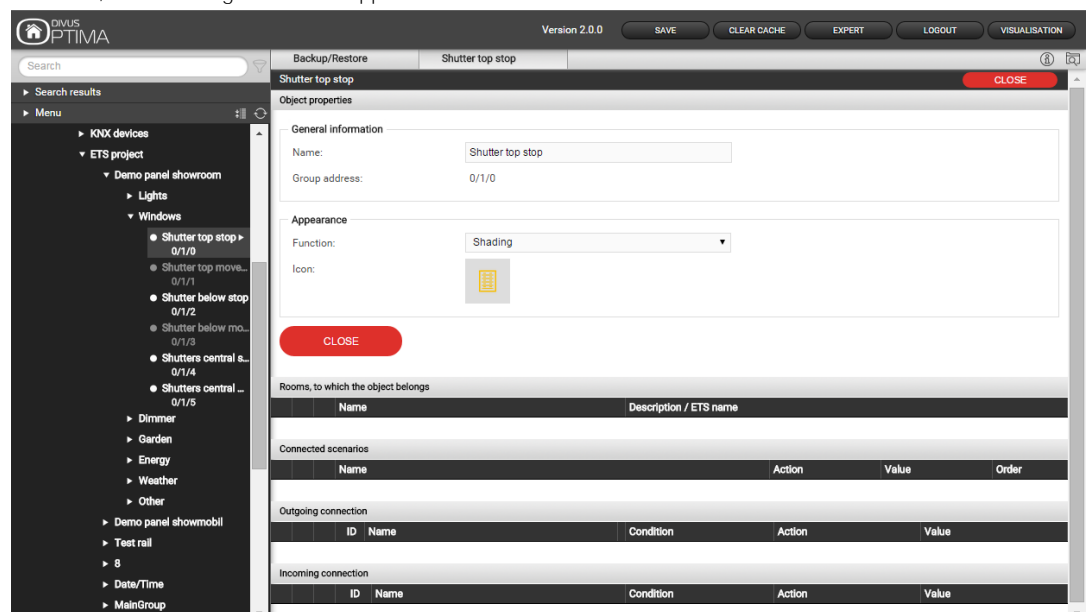 DIVUS
OPTIMA
Version 2.0.0
SAVE
CLEAR CACHE
EXPERT
LOGOUT
VISUALISATION
Search
Search results
Menu
KNX devices
ETS project
Demo panel showroom
Lights
Windows
Shutter top stop
0/1/0
Shutter top move...
0/1/1
Shutter below stop
0/1/2
Shutter below mo...
0/1/3
Shutters central s...
0/1/4
Shutters central ...
0/1/5
Dimmer
Garden
Energy
Weather
Other
Demo panel showmobil
Test rail
8
Date/Time
MainGroup
Backup/Restore
Shutter top stop
Shutter top stop
CLOSE
Object properties
General information
Name:
Shutter top stop
Group address:
0/1/0
Appearance
Function:
Shading
Icon:
CLOSE
Rooms, to which the object belongs
Name
Description / ETS name
Connected scenarios
Name
Action
Value
Order
Outgoing connection
ID
Name
Condition
Action
Value
Incoming connection
ID
Name
Condition
Action
Value